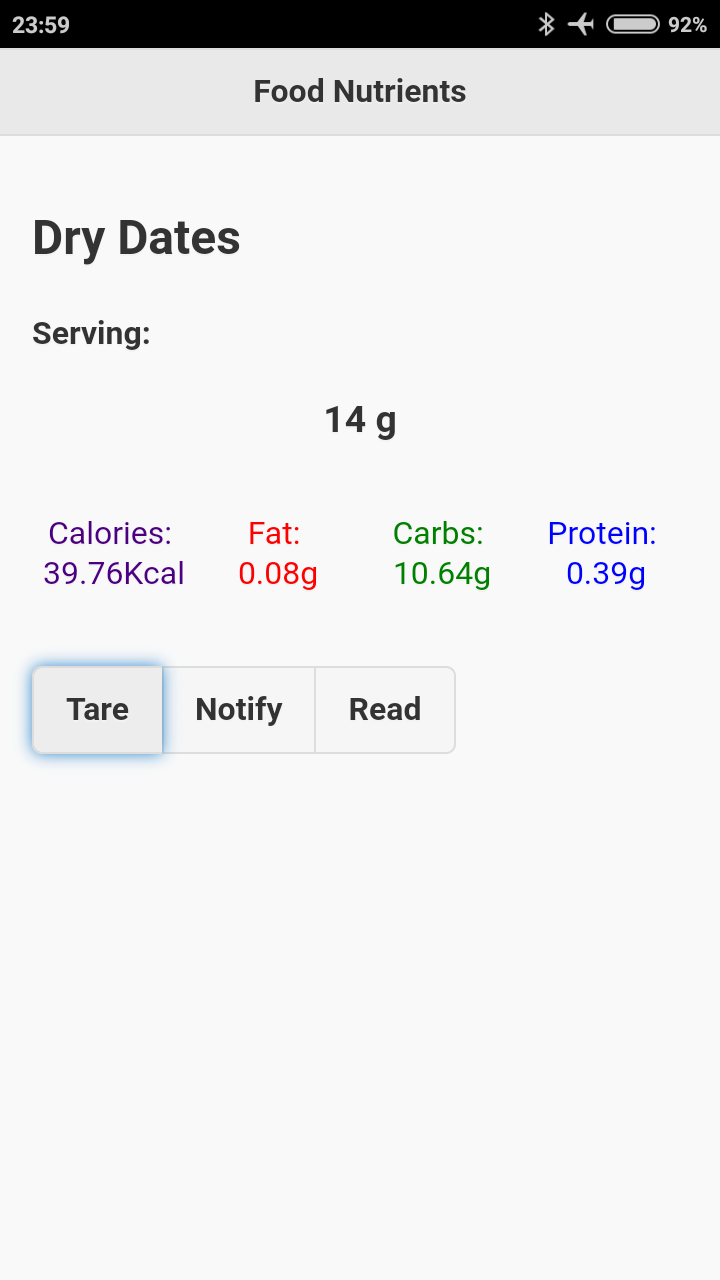 23:59 92%
Food Nutrients
Dry Dates
Serving:
14 g
Calories: Fat: Carbs: Protein:
39.76Kcal 0.08g 10.64g 0.39g
Tare Notify Read